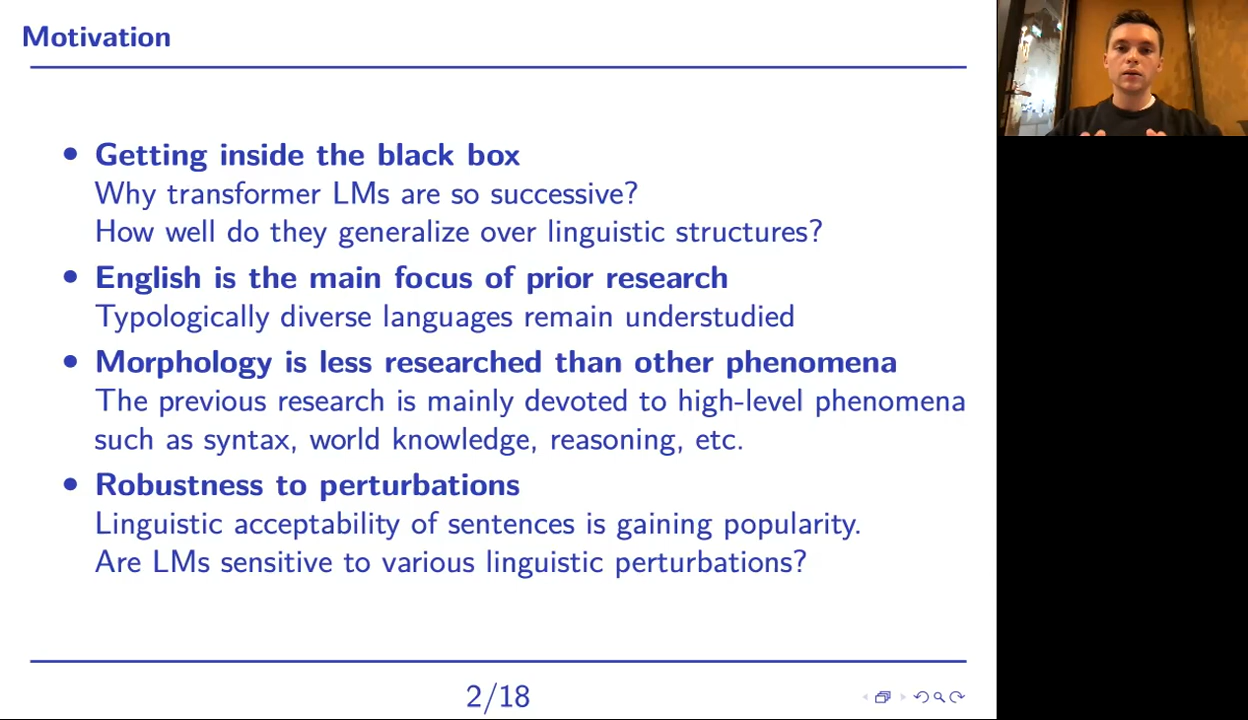 Motivation
Getting inside the black box
Why transformer LMs are so successive?
How well do they generalize over linguistic structures?
English is the main focus of prior research
Typologically diverse languages remain understudied
Morphology is less researched than other phenomena
The previous research is mainly devoted to high-level phenomena
such as syntax, world knowledge, reasoning, etc.
Robustness to perturbations
Linguistic acceptability of sentences is gaining popularity.
Are LMs sensitive to various linguistic perturbations?
2/18